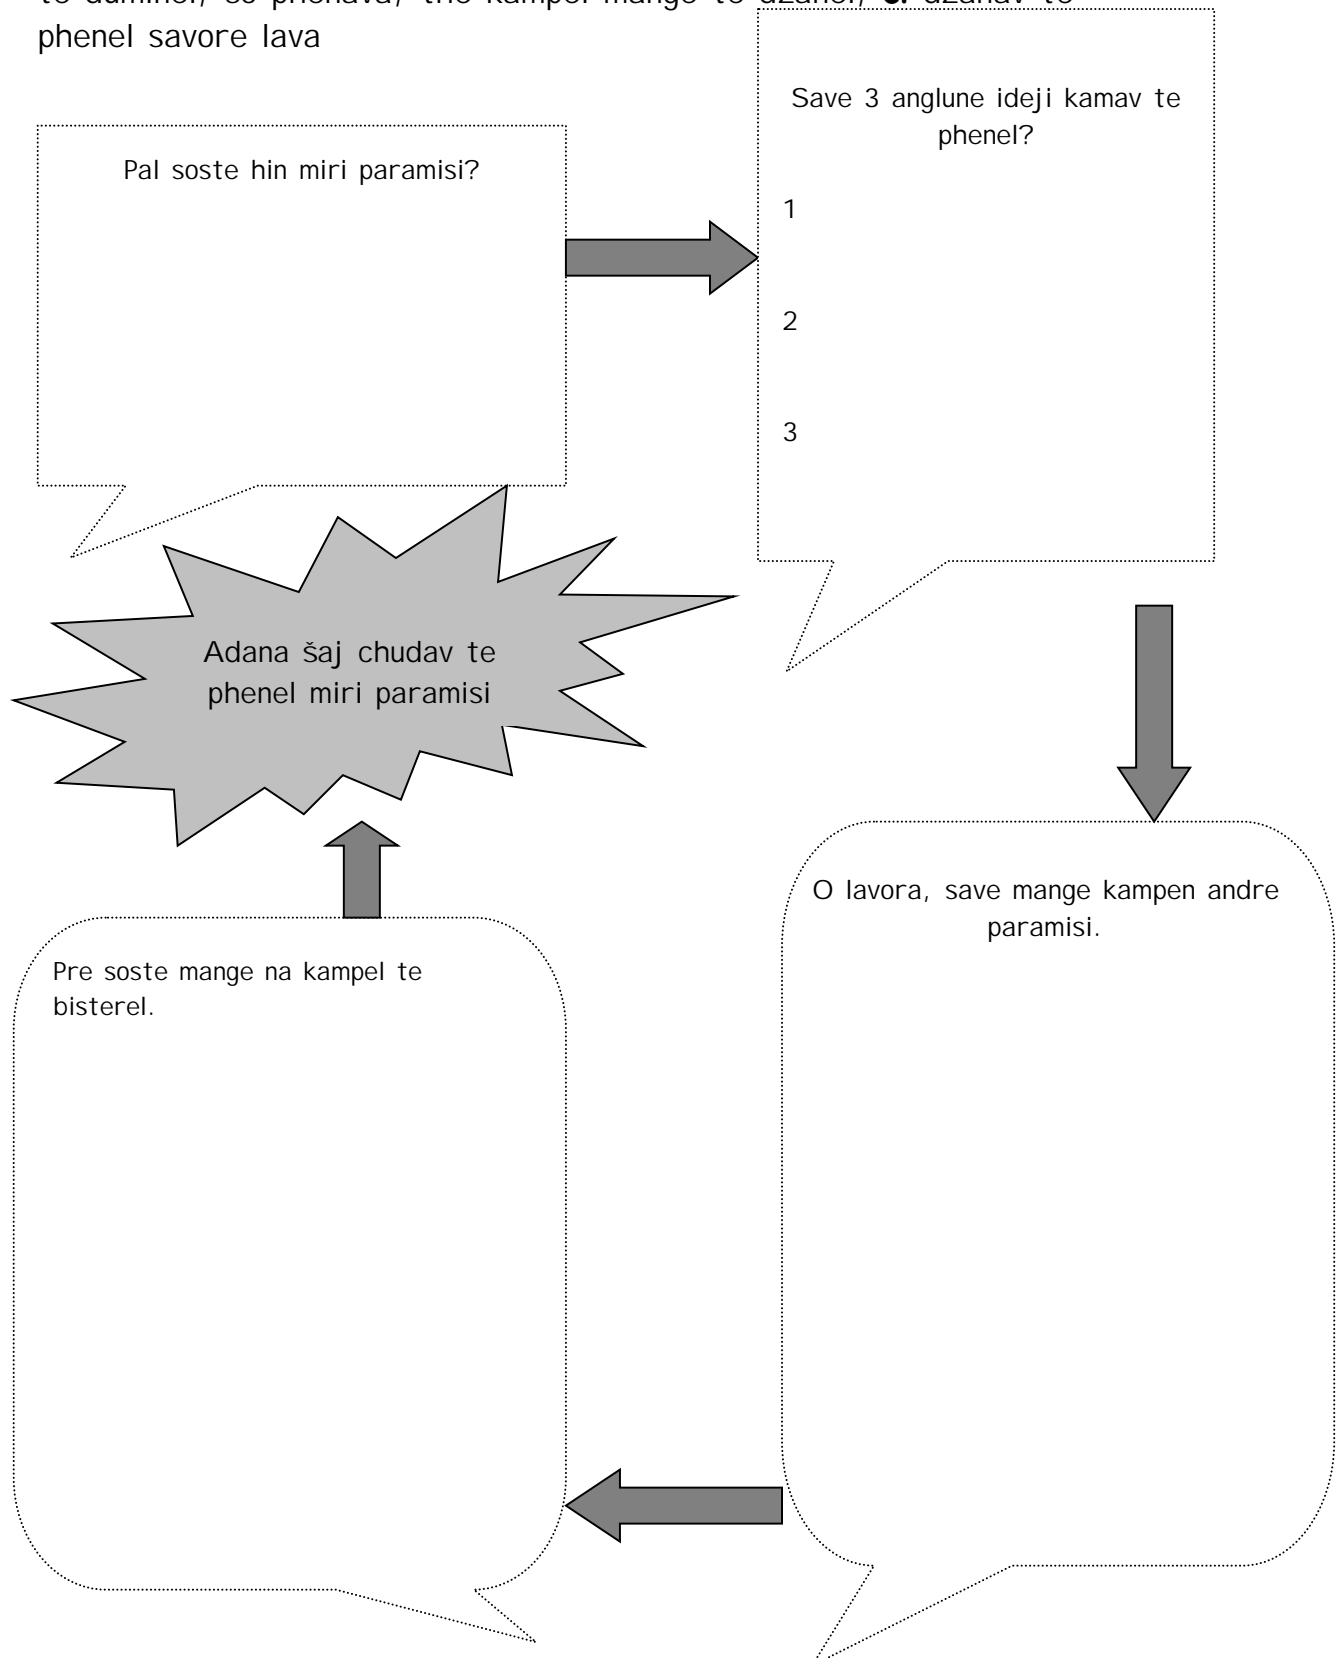 phenel savore lava
Save 3 anglune ideji kamav te
phenel?
1
2
3
Pal soste hin miri paramisi?
Adana šaj chudav te
phenel miri paramisi
O lavora, save mange kampen andre
paramisi.
Pre soste mange na kampel te
bisterel.